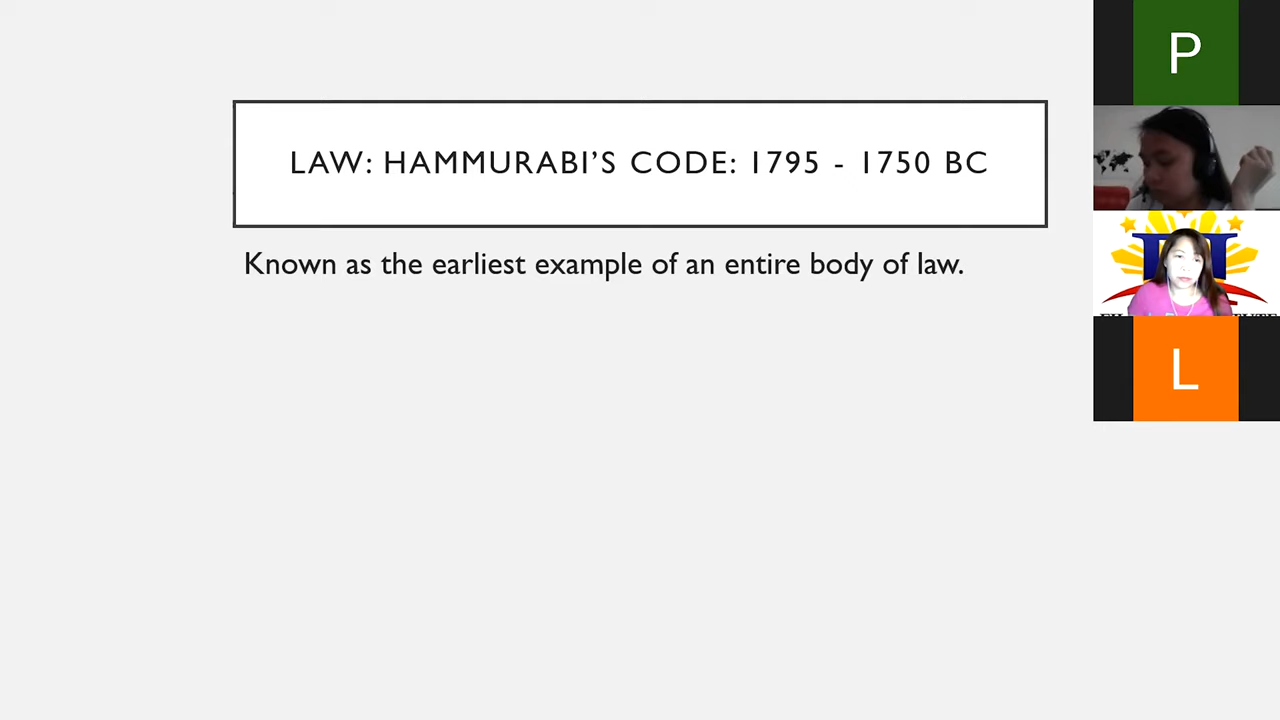 LAW: HAMMURABI’S CODE: 1795 - 1750 BC
Known as the earliest example of an entire body of law.
P
L